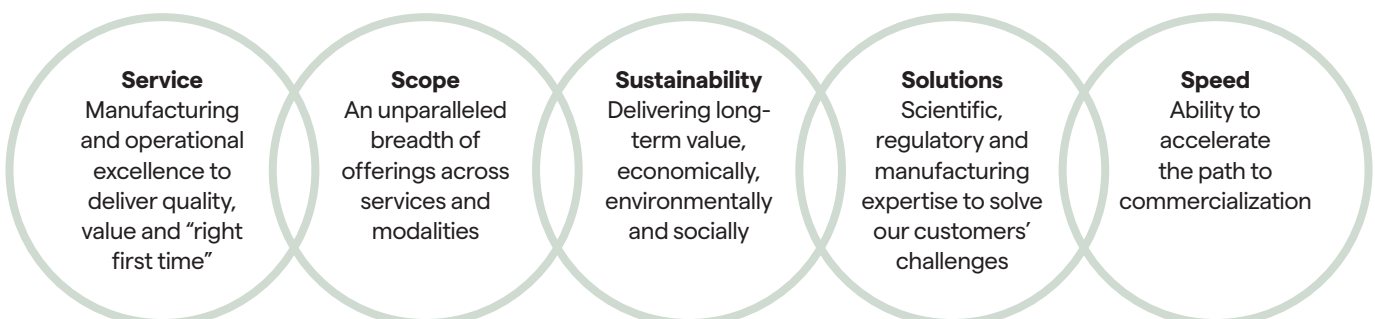 Service
Manufacturing
and operational
excellence to
deliver quality,
value and “right
first time”
Scope
An unparalleled
breadth of
offerings across
services and
modalities
Sustainability
Delivering long-
term value,
economically,
environmentally
and socially
Solutions
Scientific,
regulatory and
manufacturing
expertise to solve
our customers’
challenges
Speed
Ability to
accelerate
the path to
commercialization